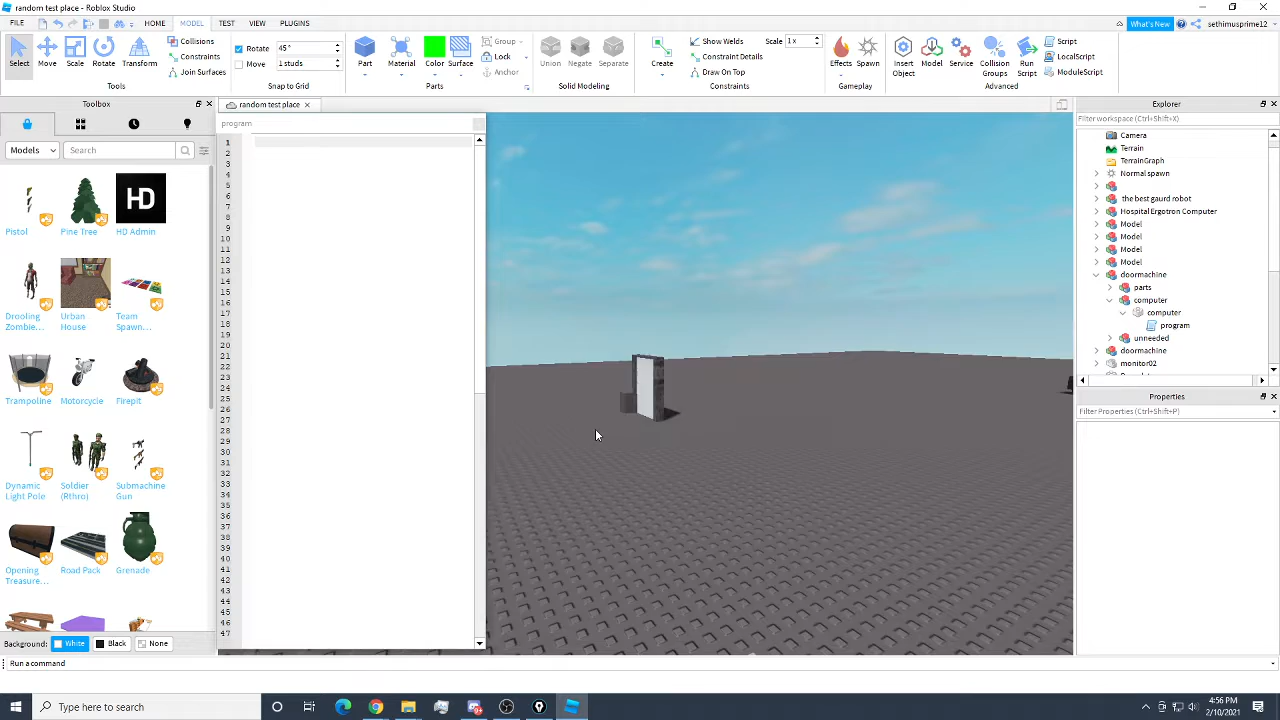 random test place - Roblox Studio
FILE HOME MODEL TEST VIEW PLUGINS What's New sethimusprime12
Select Move Scale Rotate Transform
Collisions
Constraints
Join Surfaces
Tools
Rotate 45°
Move 1 studs
Snap to Grid
Part Material Color Surface
Group
Lock
Anchor
Parts
Union Negate Separate
Solid Modeling
Create
Show Welds Scale 1 x
Constraint Details
Draw On Top
Constraints
Effects Spawn
Gameplay
Insert Object Model Service Collision Groups Run Script
Script
LocalScript
ModuleScript
Advanced
Toolbox
Models Search
Pistol Pine Tree HD Admin
HD
Drooling Zombie... Urban House Team Spawn...
Trampoline Motorcycle Firepit
Dynamic Light Pole Soldier (Rthro) Submachine Gun
Opening Treasure... Road Pack Grenade
Background: White Black None
random test place
program
1
2
3
4
5
6
7
8
9
10
11
12
13
14
15
16
17
18
19
20
21
22
23
24
25
26
27
28
29
30
31
32
33
34
35
36
37
38
39
40
41
42
43
44
45
46
47
Explorer
Filter workspace (Ctrl+Shift+X)
Camera
Terrain
TerrainGraph
Normal spawn
the best gaurd robot
Hospital Ergotron Computer
Model
Model
Model
Model
doormachine
parts
computer
computer
program
unneeded
doormachine
monitor02
Properties
Filter Properties (Ctrl+Shift+P)
Run a command
Type here to search
4:56 PM
2/10/2021